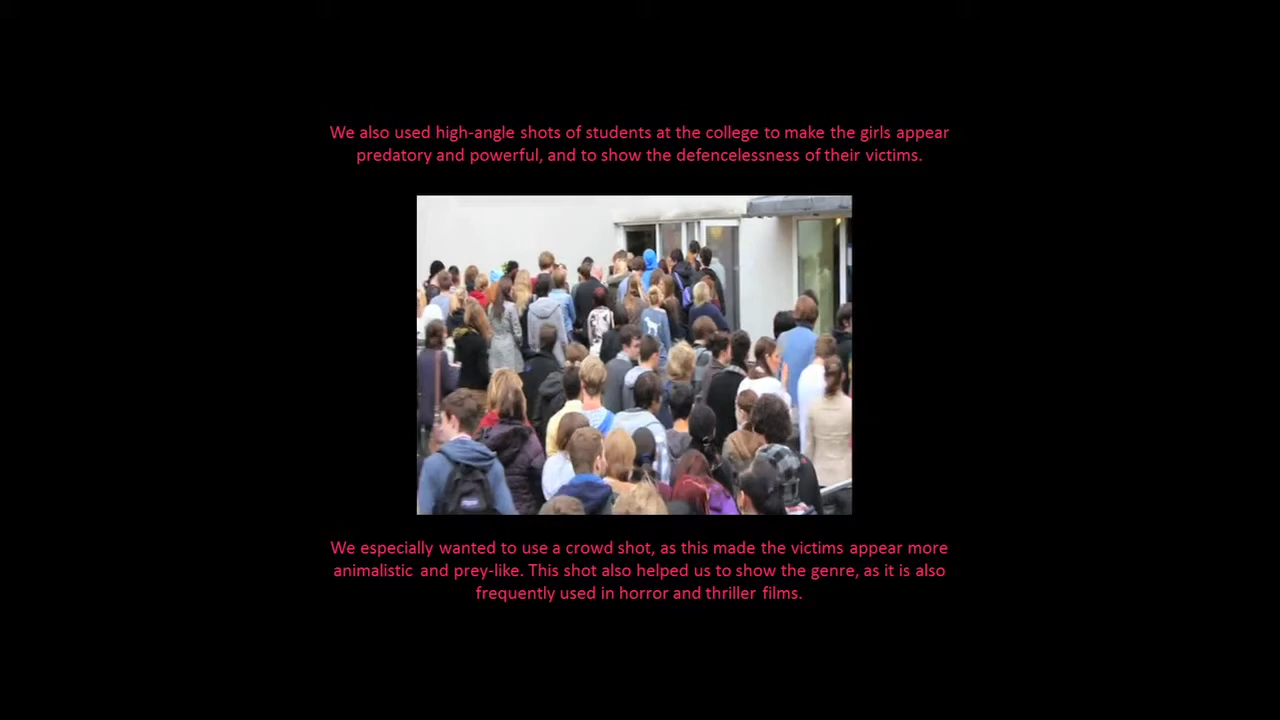 We also used high-angle shots of students at the college to make the girls appear
predatory and powerful, and to show the defencelessness of their victims.
We especially wanted to use a crowd shot, as this made the victims appear more
animalistic and prey-like. This shot also helped us to show the genre, as it is also
frequently used in horror and thriller films.